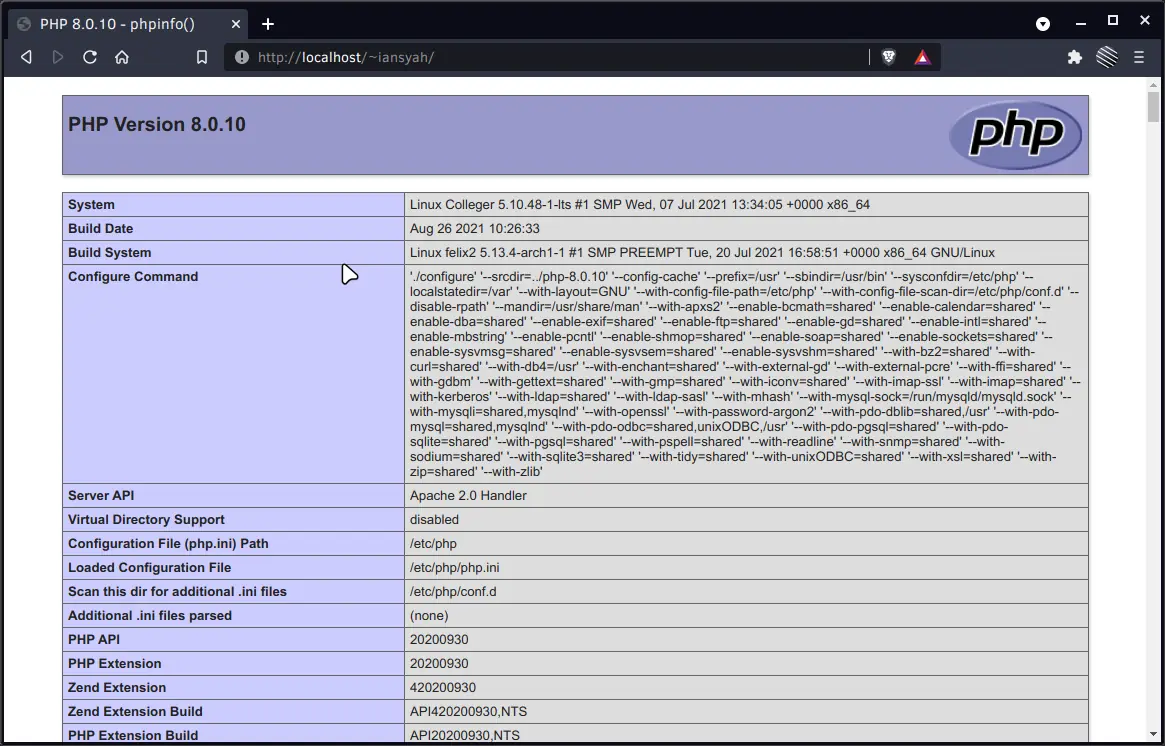 PHP 8.0.10 - phpinfo()
http://localhost/~iansyah/
PHP Version 8.0.10
php
System Linux Colleger 5.10.48-1-lts #1 SMP Wed, 07 Jul 2021 13:34:05 +0000 x86_64
Build Date Aug 26 2021 10:26:33
Build System Linux felix2 5.13.4-arch1-1 #1 SMP PREEMPT Tue, 20 Jul 2021 16:58:51 +0000 x86_64 GNU/Linux
Configure Command './configure' '--srcdir=../php-8.0.10' '--config-cache' '--prefix=/usr' '--sbindir=/usr/bin' '--sysconfdir=/etc/php' '--
localstatedir=/var' '--with-layout=GNU' '--with-config-file-path=/etc/php' '--with-config-file-scan-dir=/etc/php/conf.d' '--
disable-rpath' '--mandir=/usr/share/man' '--with-apxs2' '--enable-bcmath=shared' '--enable-calendar=shared' '--
enable-dba=shared' '--enable-exif=shared' '--enable-ftp=shared' '--enable-gd=shared' '--enable-intl=shared' '--
enable-mbstring' '--enable-pcntl' '--enable-shmop=shared' '--enable-soap=shared' '--enable-sockets=shared' '--
enable-sysvmsg=shared' '--enable-sysvsem=shared' '--enable-sysvshm=shared' '--with-bz2=shared' '--with-
curl=shared' '--with-db4=/usr' '--with-enchant=shared' '--with-external-gd' '--with-external-pcre' '--with-ffi=shared' '--
with-gdbm' '--with-gettext=shared' '--with-gmp=shared' '--with-iconv=shared' '--with-imap-ssl' '--with-imap=shared' '--
with-kerberos' '--with-ldap=shared' '--with-ldap-sasl' '--with-mhash' '--with-mysql-sock=/run/mysqld/mysqld.sock' '--
with-mysqli=shared,mysqlnd' '--with-openssl' '--with-password-argon2' '--with-pdo-dblib=shared,/usr' '--with-pdo-
mysql=shared,mysqlnd' '--with-pdo-odbc=shared,unixODBC,/usr' '--with-pdo-pgsql=shared' '--with-pdo-
sqlite=shared' '--with-pgsql=shared' '--with-pspell=shared' '--with-readline' '--with-snmp=shared' '--with-
sodium=shared' '--with-sqlite3=shared' '--with-tidy=shared' '--with-unixODBC=shared' '--with-xsl=shared' '--with-
zip=shared' '--with-zlib'
Server API Apache 2.0 Handler
Virtual Directory Support disabled
Configuration File (php.ini) Path /etc/php
Loaded Configuration File /etc/php/php.ini
Scan this dir for additional .ini files /etc/php/conf.d
Additional .ini files parsed (none)
PHP API 20200930
PHP Extension 20200930
Zend Extension 420200930
Zend Extension Build API420200930,NTS
PHP Extension Build API20200930,NTS